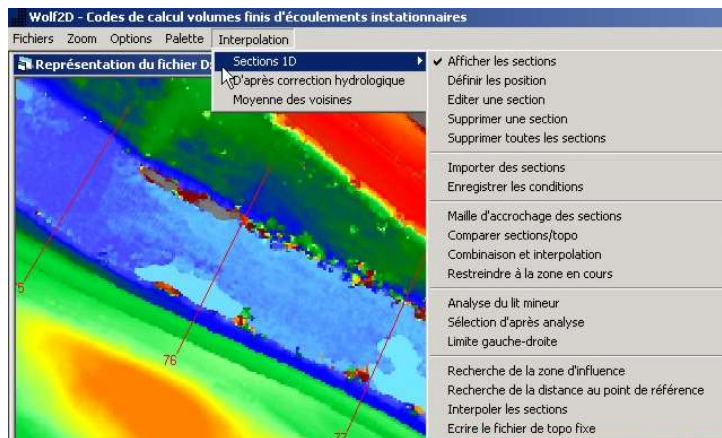 Wolf2D - Codes de calcul volumes finis d'écoulements instationnaires
Fichiers Zoom Options Palette Interpolation
Représentation du fichier D
Sections 1D
D'après correction hydrologique
Moyenne des voisines
Afficher les sections
Définir les position
Editer une section
Supprimer une section
Supprimer toutes les sections
Importer des sections
Enregistrer les conditions
Maille d'accrochage des sections
Comparer sections/topo
Combinaison et interpolation
Restreindre à la zone en cours
Analyse du lit mineur
Sélection d'après analyse
Limite gauche-droite
Recherche de la zone d'influence
Recherche de la distance au point de référence
Interpoler les sections
Ecrire le fichier de topo fixe
76
77